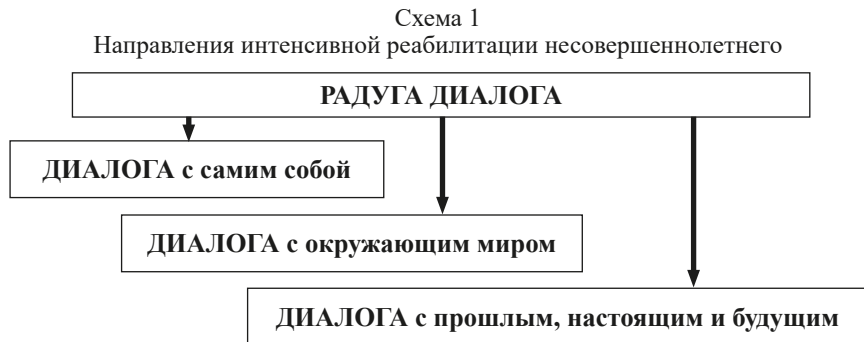 Схема 1
Направления интенсивной реабилитации несовершеннолетнего
РАДУГА ДИАЛОГА
ДИАЛОГА с самим собой
ДИАЛОГА с окружающим миром
ДИАЛОГА с прошлым, настоящим и будущим